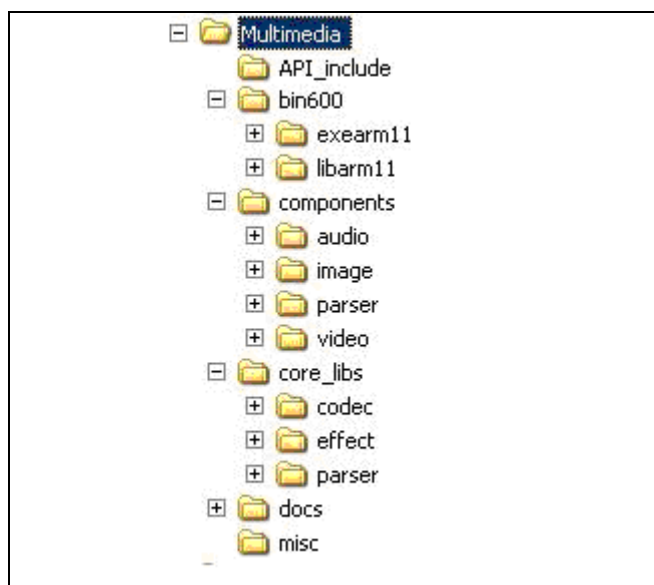 Multimedia
API_include
bin600
exearm11
libarm11
components
audio
image
parser
video
core_libs
codec
effect
parser
docs
misc